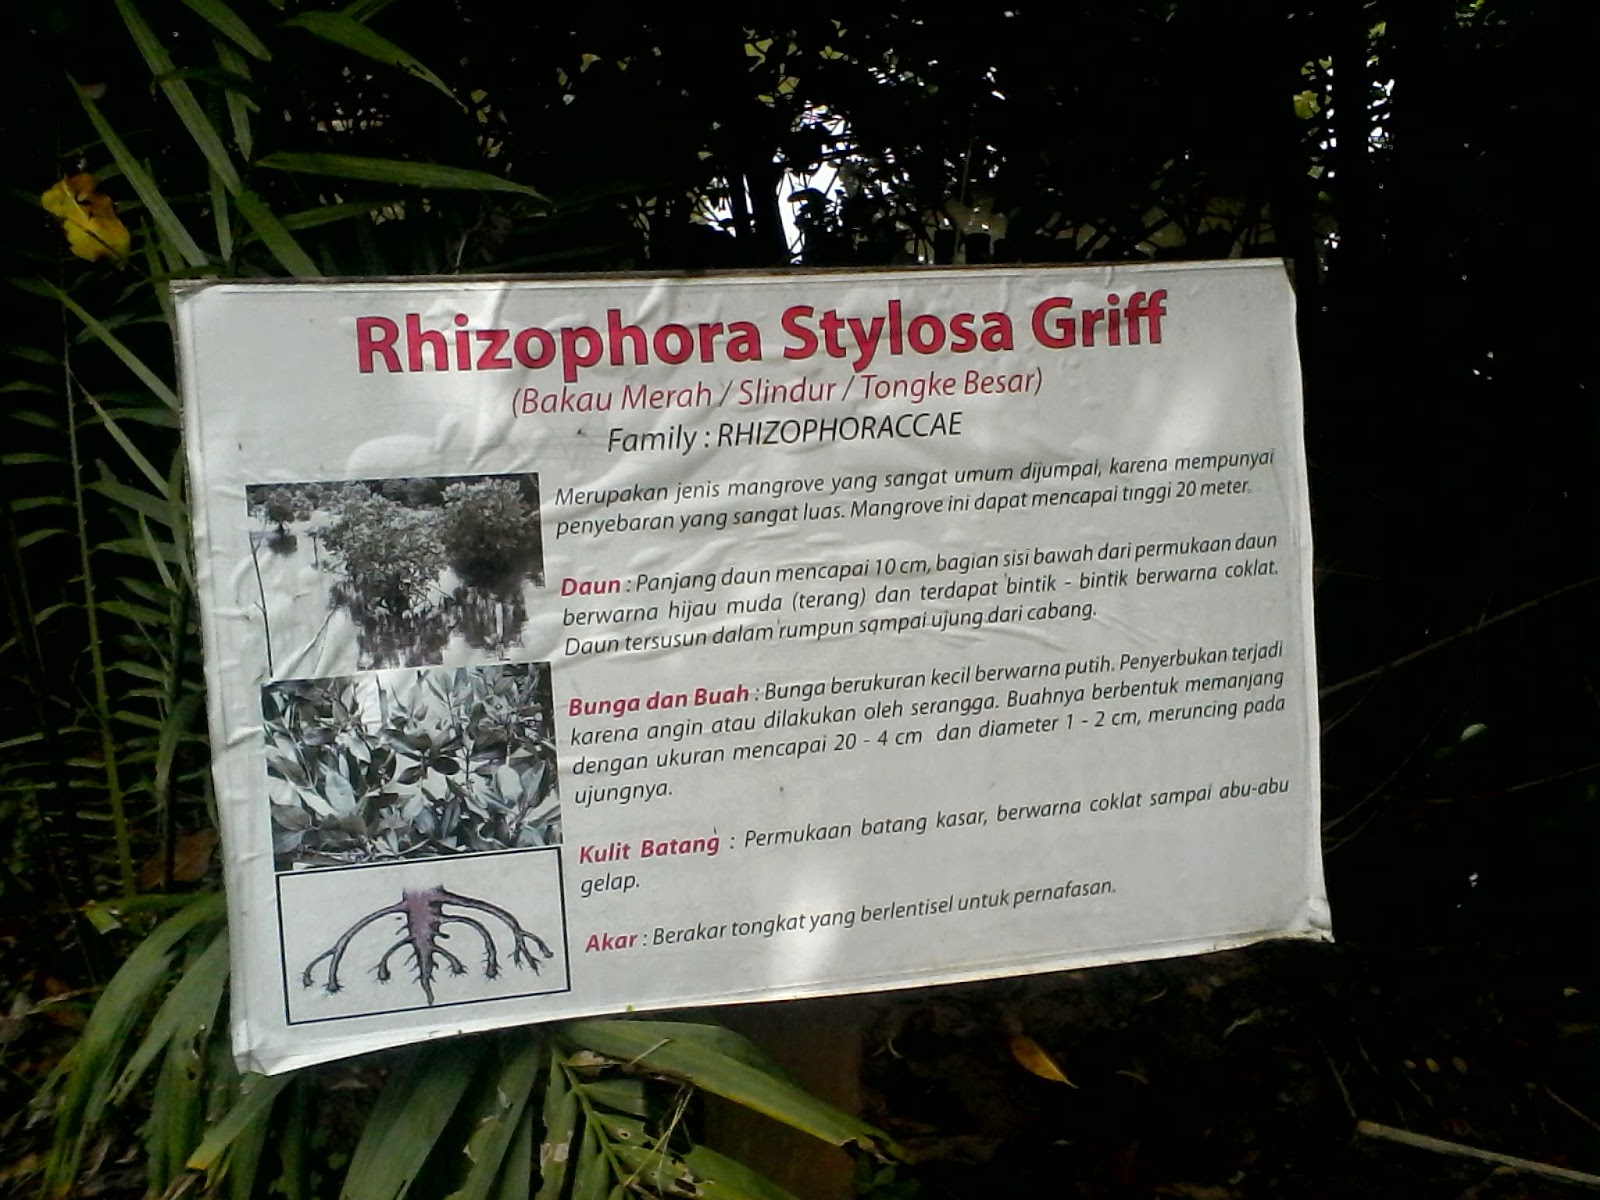 Rhizophora Stylosa Griff
(Bakau Merah / Slindur / Tongke Besar)
Family : RHIZOPHORACCAE
Merupakan jenis mangrove yang sangat umum dijumpai, karena mempunyai
penyebaran yang sangat luas. Mangrove ini dapat mencapai tinggi 20 meter.
Daun : Panjang daun mencapai 10 cm, bagian sisi bawah dari permukaan daun
berwarna hijau muda (terang) dan terdapat bintik - bintik berwarna coklat.
Daun tersusun dalam rumpun sampai ujung dari cabang.
Bunga dan Buah : Bunga berukuran kecil berwarna putih. Penyerbukan terjadi
karena angin atau dilakukan oleh serangga. Buahnya berbentuk memanjang
dengan ukuran mencapai 20 - 4 cm dan diameter 1 - 2 cm, meruncing pada
ujungnya.
Kulit Batang : Permukaan batang kasar, berwarna coklat sampai abu-abu
gelap.
Akar : Berakar tongkat yang berlentisel untuk pernafasan.